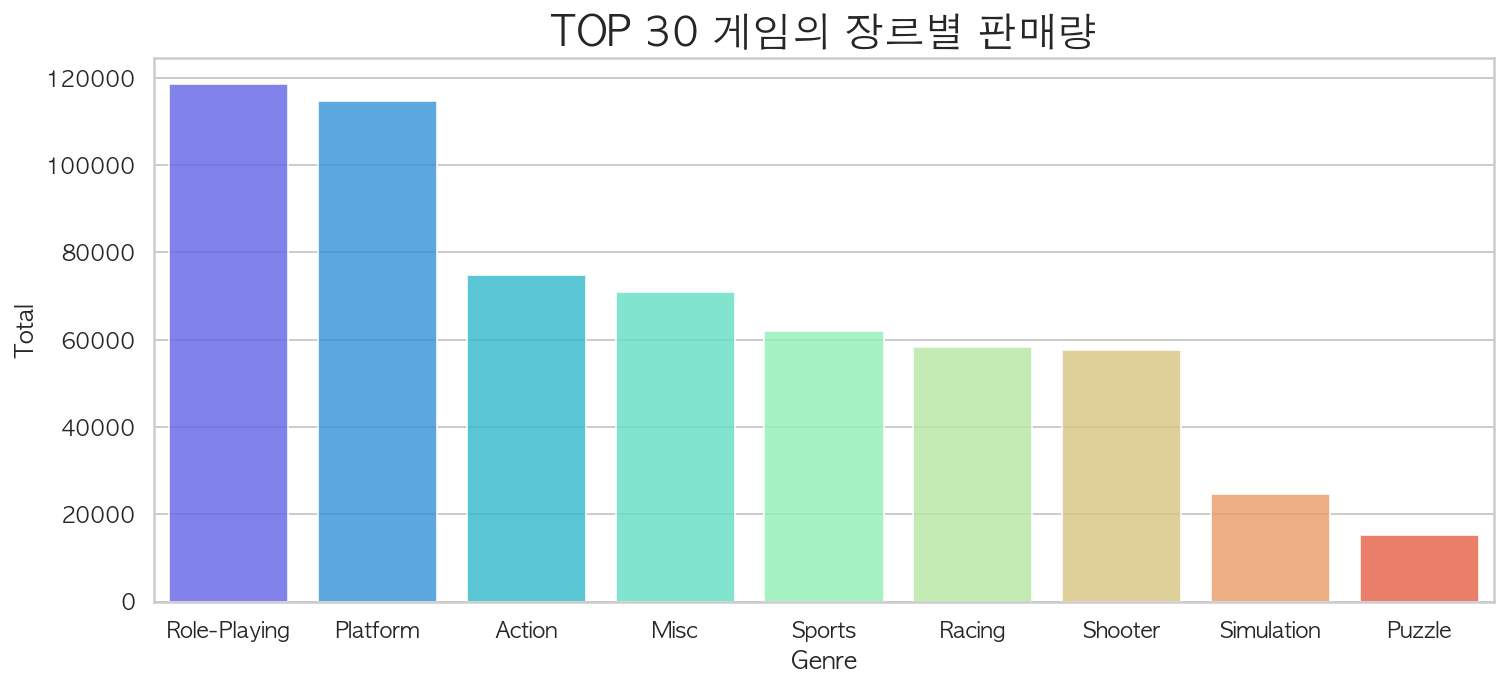 TOP 30 게임의 장르별 판매량
120000
100000
80000
60000
40000
20000
0
Total
Role-Playing Platform Action Misc Sports Racing Shooter Simulation Puzzle
Genre